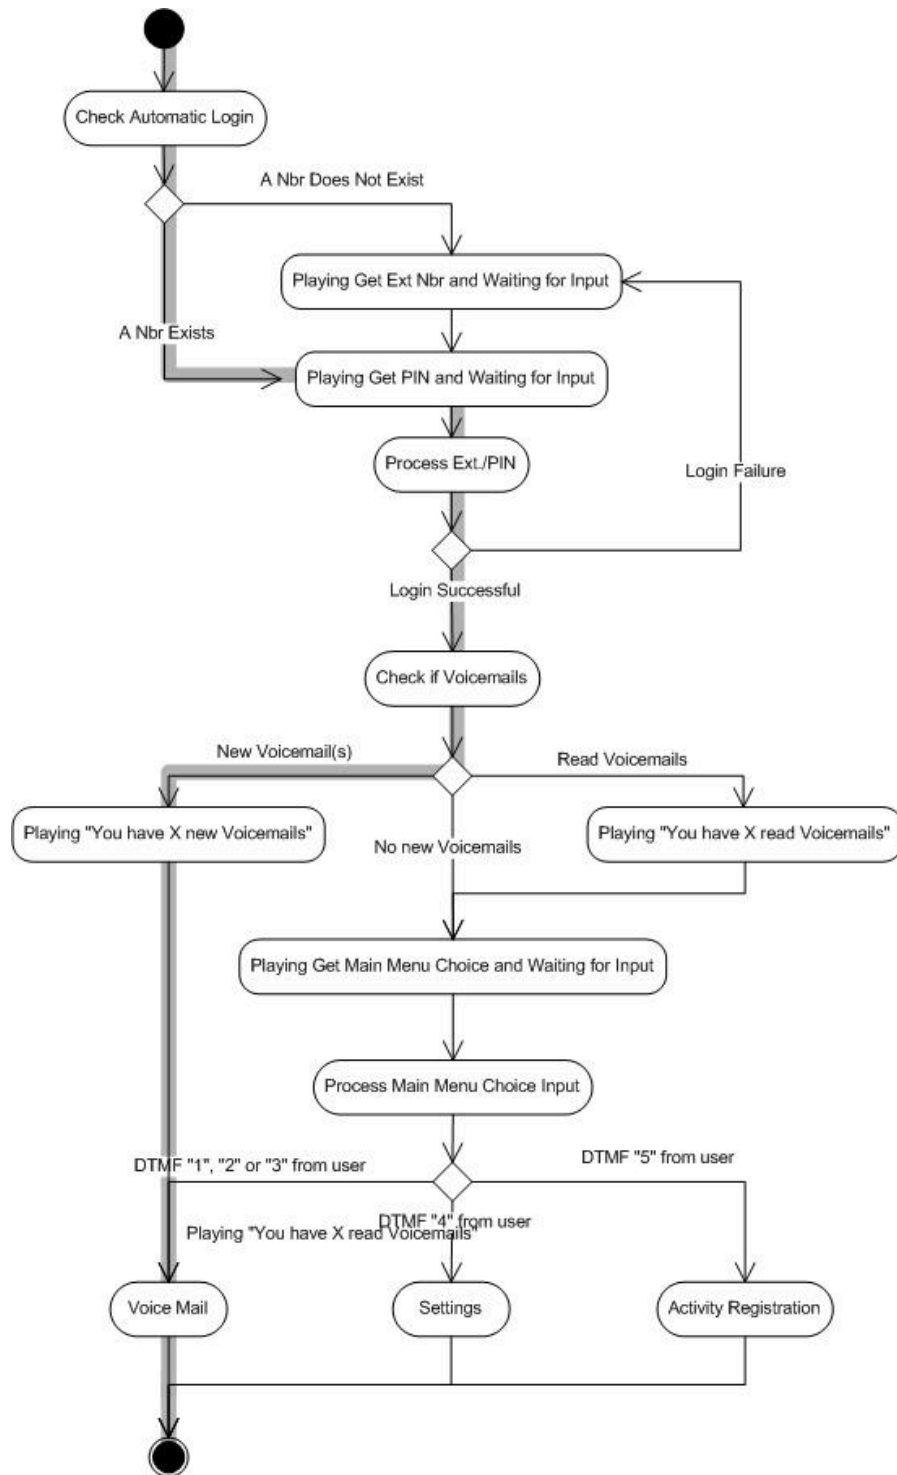 Check Automatic Login
A Nbr Does Not Exist
Playing Get Ext Nbr and Waiting for Input
A Nbr Exists
Playing Get PIN and Waiting for Input
Process Ext./PIN
Login Failure
Login Successful
Check if Voicemails
New Voicemail(s)
Read Voicemails
Playing "You have X new Voicemails"
Playing "You have X read Voicemails"
No new Voicemails
Playing Get Main Menu Choice and Waiting for Input
Process Main Menu Choice Input
DTMF "1", "2" or "3" from user
DTMF "5" from user
DTMF "4" from user
Playing "You have X read Voicemails"
Voice Mail
Settings
Activity Registration